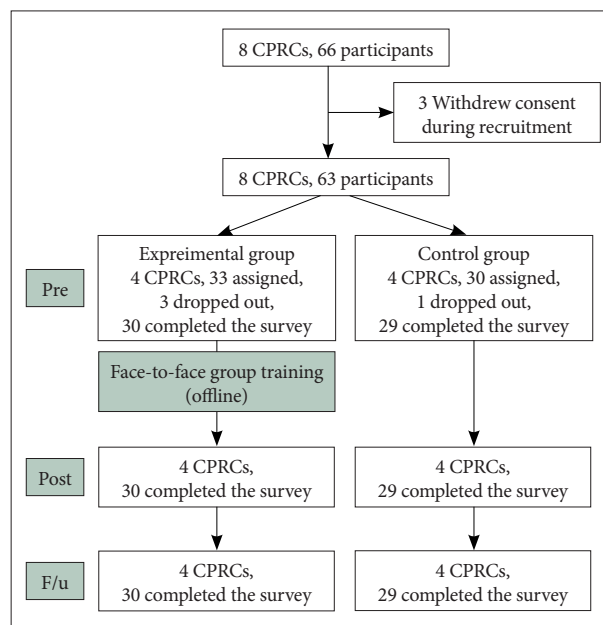 8 CPRCs, 66 participants
3 Withdrew consent
during recruitment
8 CPRCs, 63 participants
Pre
Expreimental group
4 CPRCs, 33 assigned,
3 dropped out,
30 completed the survey
Control group
4 CPRCs, 30 assigned,
1 dropped out,
29 completed the survey
Face-to-face group training
(offline)
Post
4 CPRCs,
30 completed the survey
4 CPRCs,
29 completed the survey
F/u
4 CPRCs,
30 completed the survey
4 CPRCs,
29 completed the survey